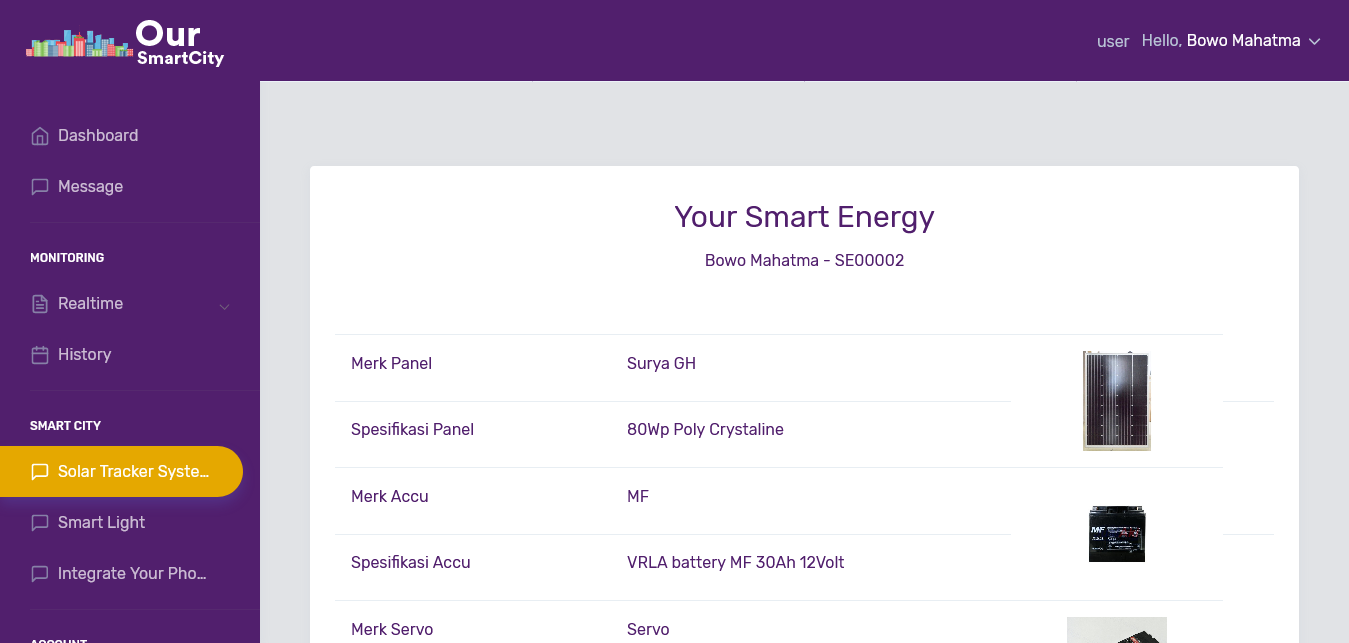 Our
SmartCity
user Hello, Bowo Mahatma
Dashboard
Message
MONITORING
Realtime
History
SMART CITY
Solar Tracker Syste...
Smart Light
Integrate Your Pho...
ACCOUNT
Your Smart Energy
Bowo Mahatma - SE00002
Merk Panel Surya GH
Spesifikasi Panel 80Wp Poly Crystaline
Merk Accu MF
MF
Spesifikasi Accu VRLA battery MF 30Ah 12Volt
Merk Servo Servo